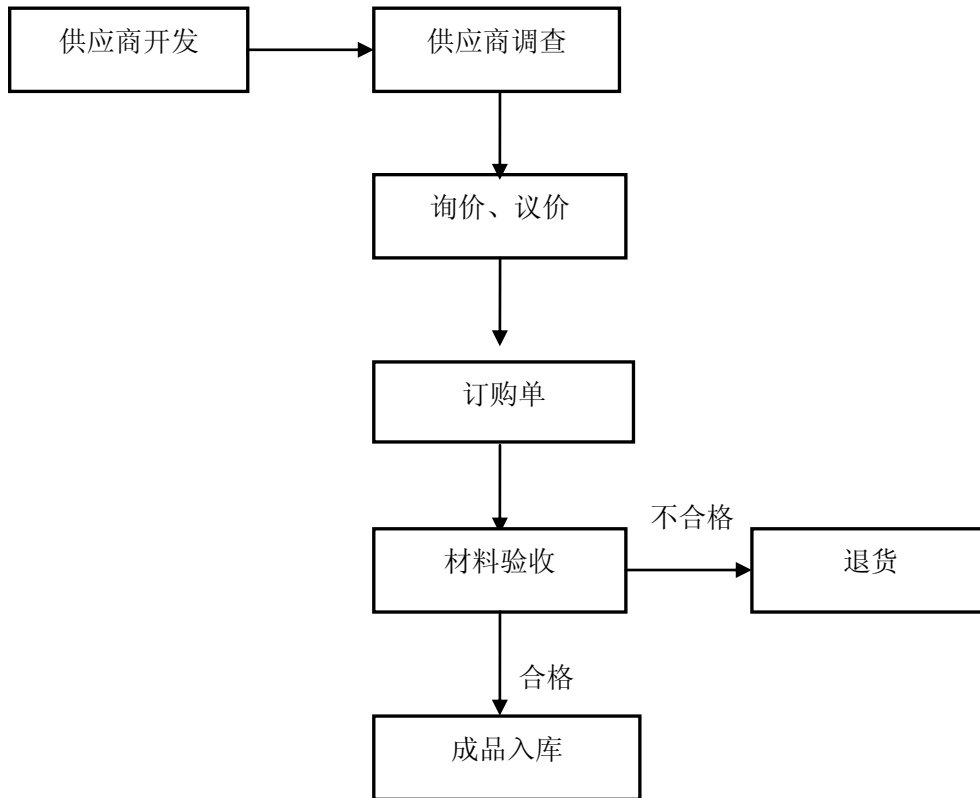 供应商开发
供应商调查
询价、议价
订购单
不合格
材料验收
退货
合格
成品入库